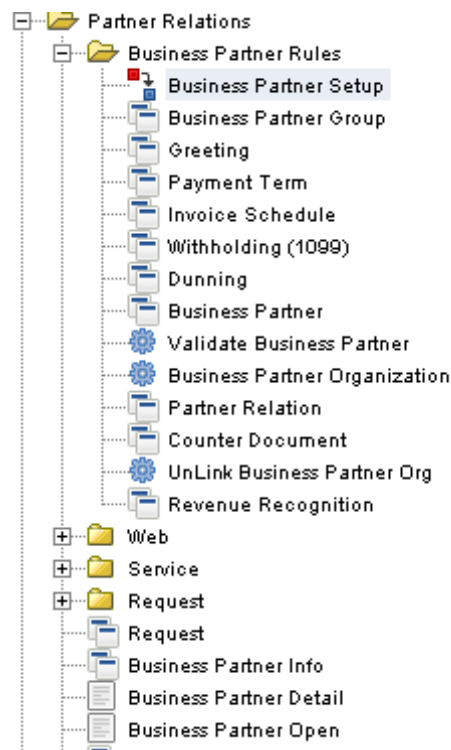 Partner Relations
Business Partner Rules
Business Partner Setup
Business Partner Group
Greeting
Payment Term
Invoice Schedule
Withholding (1099)
Dunning
Business Partner
Validate Business Partner
Business Partner Organization
Partner Relation
Counter Document
UnLink Business Partner Org
Revenue Recognition
Web
Service
Request
Request
Business Partner Info
Business Partner Detail
Business Partner Open